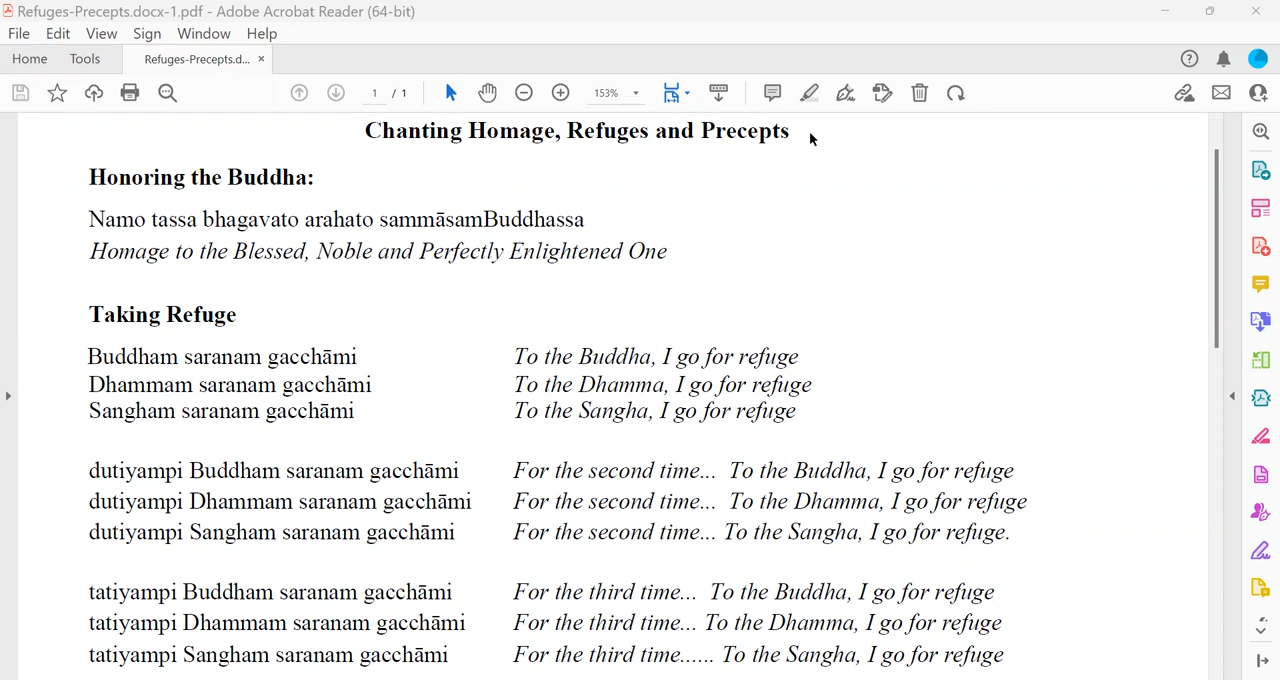 Refuges-Precepts.docx-1.pdf - Adobe Acrobat Reader (64-bit)
File Edit View Sign Window Help
Home Tools Refuges-Precepts.d... ×
1 / 1 153%
Chanting Homage, Refuges and Precepts
Honoring the Buddha:
Namo tassa bhagavato arahato sammāsamBuddhassa
Homage to the Blessed, Noble and Perfectly Enlightened One
Taking Refuge
Buddham saranam gacchāmi To the Buddha, I go for refuge
Dhammam saranam gacchāmi To the Dhamma, I go for refuge
Sangham saranam gacchāmi To the Sangha, I go for refuge
dutiyampi Buddham saranam gacchāmi For the second time... To the Buddha, I go for refuge
dutiyampi Dhammam saranam gacchāmi For the second time... To the Dhamma, I go for refuge
dutiyampi Sangham saranam gacchāmi For the second time... To the Sangha, I go for refuge.
tatiyampi Buddham saranam gacchāmi For the third time... To the Buddha, I go for refuge
tatiyampi Dhammam saranam gacchāmi For the third time... To the Dhamma, I go for refuge
tatiyampi Sangham saranam gacchāmi For the third time...... To the Sangha, I go for refuge